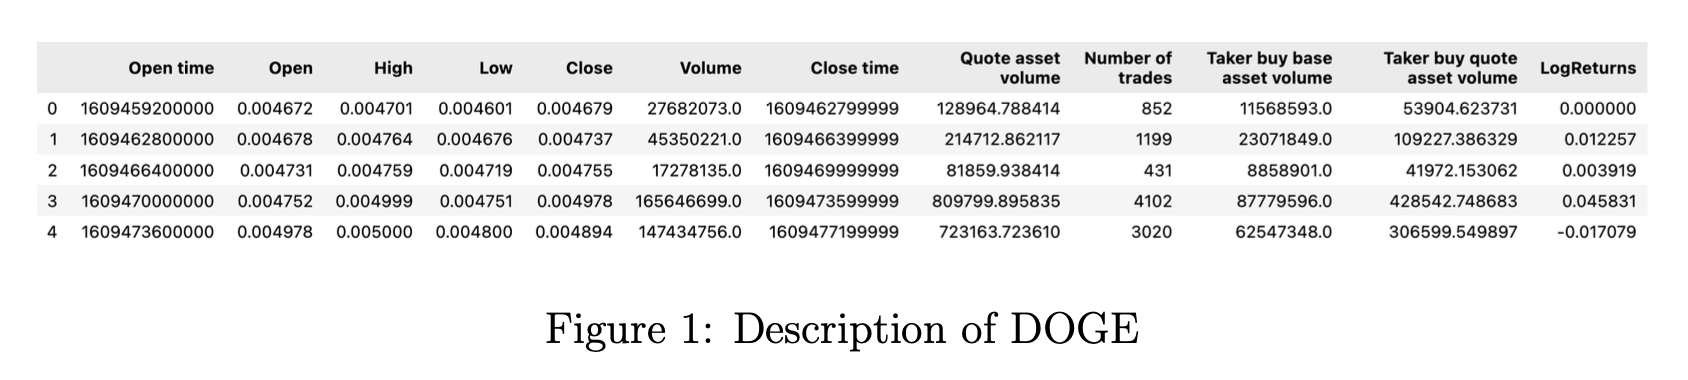 Open time Open High Low Close Volume Close time Quote asset volume Number of trades Taker buy base asset volume Taker buy quote asset volume LogReturns
0 1609459200000 0.004672 0.004701 0.004601 0.004679 27682073.0 1609462799999 128964.788414 852 11568593.0 53904.623731 0.000000
1 1609462800000 0.004678 0.004764 0.004676 0.004737 45350221.0 1609466399999 214712.862117 1199 23071849.0 109227.386329 0.012257
2 1609466400000 0.004731 0.004759 0.004719 0.004755 17278135.0 1609469999999 81859.938414 431 8858901.0 41972.153062 0.003919
3 1609470000000 0.004752 0.004999 0.004751 0.004978 165646699.0 1609473599999 809799.895835 4102 87779596.0 428542.748683 0.045831
4 1609473600000 0.004978 0.005000 0.004800 0.004894 147434756.0 1609477199999 723163.723610 3020 62547348.0 306599.549897 -0.017079
Figure 1: Description of DOGE